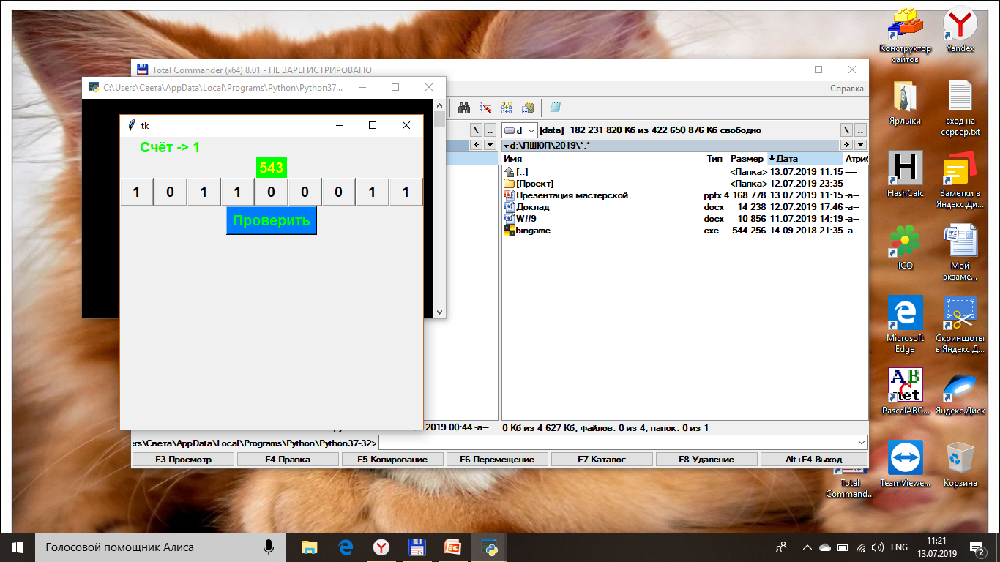 Total Commander (x64) 8.01 - НЕ ЗАРЕГИСТРИРОВАНО
C:\Users\Света\AppData\Local\Programs\Python\Python37...
Справка
tk
Счёт -> 1
543
1 0 1 1 0 0 0 1 1
Проверить
\ ..
d [data] 182 231 820 Кб из 422 650 876 Кб свободно \ ..
* d:\ПШЮП\2019\*.* *
Имя Тип Размер Дата Атриб
[..] <Папка> 13.07.2019 11:15 ----
[Проект] <Папка> 12.07.2019 23:35 ----
Презентация мастерской pptx 4 168 778 13.07.2019 11:15 -a--
Доклад docx 14 238 12.07.2019 17:46 -a--
W#9 docx 10 856 11.07.2019 14:19 -a--
bingame exe 544 256 14.09.2018 21:35 -a--
2019 00:44 -a-- 0 Кб из 4 627 Кб, файлов: 0 из 4, папок: 0 из 1
ers\Света\AppData\Local\Programs\Python\Python37-32>
F3 Просмотр F4 Правка F5 Копирование F6 Перемещение F7 Каталог F8 Удаление Alt+F4 Выход
Конструктор сайтов
Yandex
Ярлыки
вход на сервер.txt
HashCalc
Заметки в Яндекс.Ди...
ICQ
Мой экзаме...
Microsoft Edge
Скриншоты в Яндекс.Д...
PascalABC...
Яндекс.Диск
Total Command...
TeamViewe...
Корзина
Голосовой помощник Алиса
ENG
11:21
13.07.2019
2